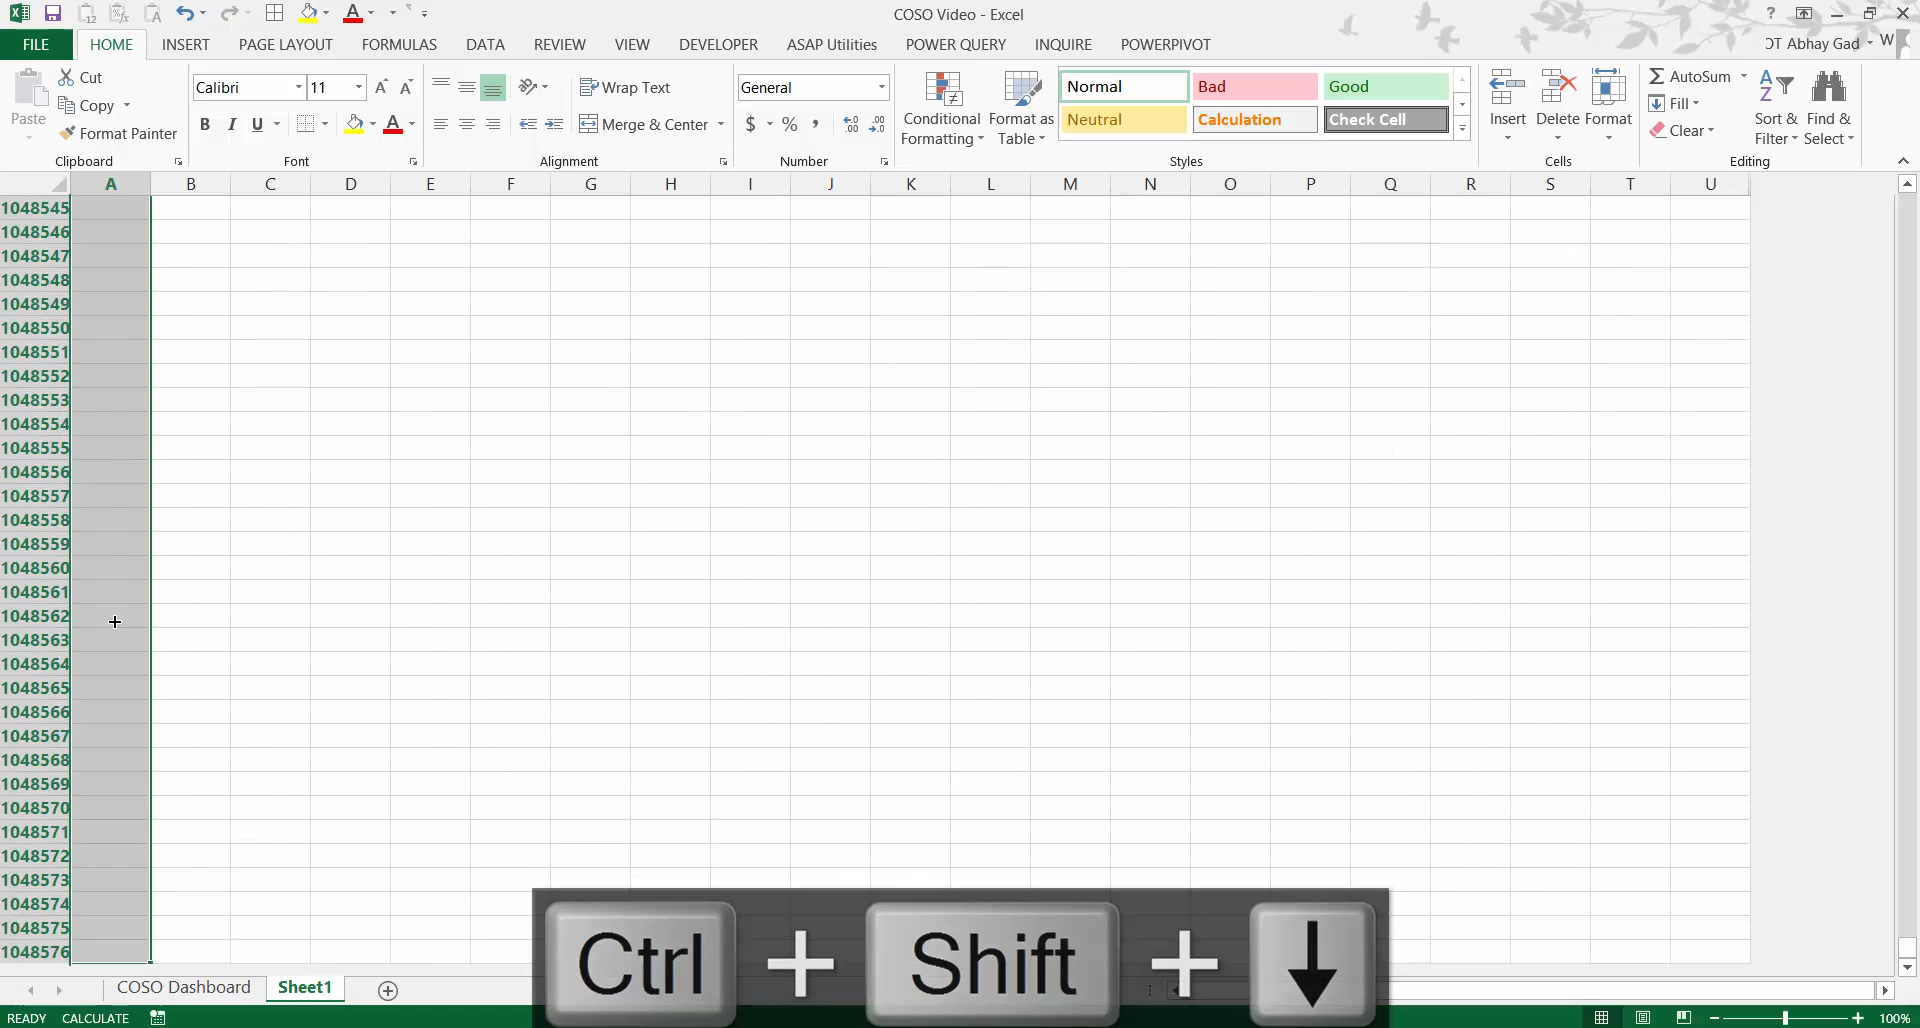 COSO Video - Excel
?
FILE HOME INSERT PAGE LAYOUT FORMULAS DATA REVIEW VIEW DEVELOPER ASAP Utilities POWER QUERY INQUIRE POWERPIVOT Abhay Gad
Paste
Cut
Copy
Format Painter
Clipboard
Calibri 11
B I U A
Font
Wrap Text
Merge & Center
Alignment
General
$ % ,
Number
Conditional Formatting
Format as Table
Normal Bad Good
Neutral Calculation Check Cell
Styles
Insert Delete Format
Cells
AutoSum
Fill
Clear
Sort & Filter
Find & Select
Editing
A B C D E F G H I J K L M N O P Q R S T U
1048545
1048546
1048547
1048548
1048549
1048550
1048551
1048552
1048553
1048554
1048555
1048556
1048557
1048558
1048559
1048560
1048561
1048562
1048563
1048564
1048565
1048566
1048567
1048568
1048569
1048570
1048571
1048572
1048573
1048574
1048575
1048576
Ctrl + Shift + ↓
COSO Dashboard Sheet1
READY CALCULATE 100%